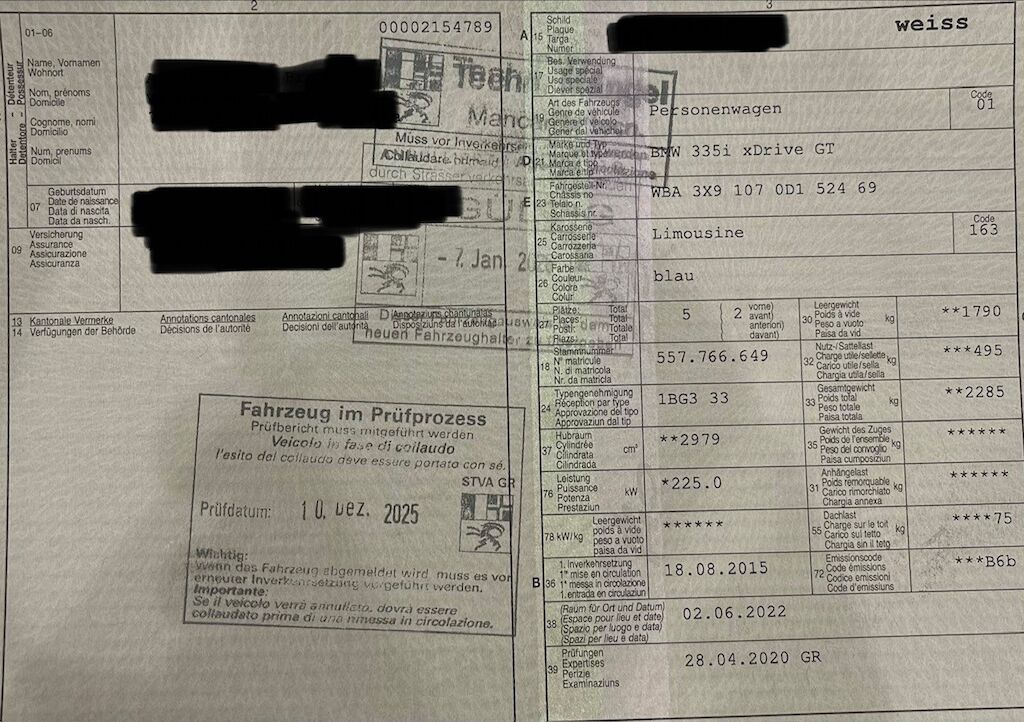 2
01-06
00002154789
Halter - Détenteur
Detentore - Possessur
Name, Vornamen
Wohnort
Nom, prénoms
Domicile
Cognome, nomi
Domicilio
Num, prenums
Domicil
07
Geburtsdatum
Date de naissance
Data di nascita
Data da nasch.
09
Versicherung
Assurance
Assicurazione
Assicuranza
Muss vor Inverkehrs
durch Strassenverkehrs
- 7. Jan. 20
neuen Fahrzeughalter
13 Kantonale Vermerke
14 Verfügungen der Behörde
Annotations cantonales
Décisions de l'autorité
Annotazioni cantonali
Decisioni dell'autorità
Annotaziuns chantunalas
Disposiziuns da l'autoritad
Fahrzeug im Prüfprozess
Prüfbericht muss mitgeführt werden
Veicolo in fase di collaudo
l'esito del collaudo deve essere portato con sé.
STVA GR
Prüfdatum: 10. Dez. 2025
Wichtig:
Wenn das Fahrzeug abgemeldet wird, muss es vor
erneuter Inverkehrsetzung vorgeführt werden.
Importante:
Se il veicolo verrà annullato, dovrà essere
collaudato prima di una rimessa in circolazione.
3
A 15
Schild
Plaque
Targa
Numer
weiss
17
Bes. Verwendung
Usage spécial
Uso speciale
Diever spezial
19
Art des Fahrzeugs
Genre de véhicule
Genere di veicolo
Gener dal vehichel
Personenwagen
Code
01
D 21
Marke und Typ
Marque et type
Marca e tipo
Marca e tip
BMW 335i xDrive GT
E 23
Fahrgestell-Nr.
Châssis no
Telaio n.
Schassis nr.
WBA 3X9 107 0D1 524 69
25
Karosserie
Carrosserie
Carrozzeria
Carossaria
Limousine
Code
163
26
Farbe
Couleur
Colore
Colur
blau
27
Plätze: Total
Places: Total
Posti: Totale
Plazs: Total
5
( 2
vorne)
avant)
anteriori)
davant)
30
Leergewicht
Poids à vide
Peso a vuoto
Paisa da vid
kg
**1790
18
Stammnummer
N° matricule
N. di matricola
Nr. da matricla
557.766.649
32
Nutz-/Sattellast
Charge utile/sellette
Carico utile/sella
Chargia utila/sella
kg
***495
24
Typengenehmigung
Réception par type
Approvazione del tipo
Approvaziun dal tip
1BG3 33
33
Gesamtgewicht
Poids total
Peso totale
Paisa totala
kg
**2285
37
Hubraum
Cylindrée
Cilindrata
Cilindrada
cm³
**2979
35
Gewicht des Zuges
Poids de l'ensemble
Peso del convoglio
Paisa cumposiziun
kg
******
76
Leistung
Puissance
Potenza
Prestaziun
kW
*225.0
31
Anhängelast
Poids remorquable
Carico rimorchiato
Chargia annexa
kg
******
78 kW/kg
Leergewicht
poids à vide
peso a vuoto
paisa da vid
******
55
Dachlast
Charge sur le toit
Carico sul tetto
Chargia sin il tetg
kg
****75
B 36
1. Inverkehrsetzung
1re mise en circulation
1a messa in circolazione
1. entrada en circulaziun
18.08.2015
72
Emissionscode
Code émissions
Codice emissioni
Code d'emissiuns
***B6b
38
(Raum für Ort und Datum)
(Espace pour lieu et date)
(Spazio per luogo e data)
(Spazi per lieu e data)
02.06.2022
39
Prüfungen
Expertises
Perizie
Examinaziuns
28.04.2020 GR